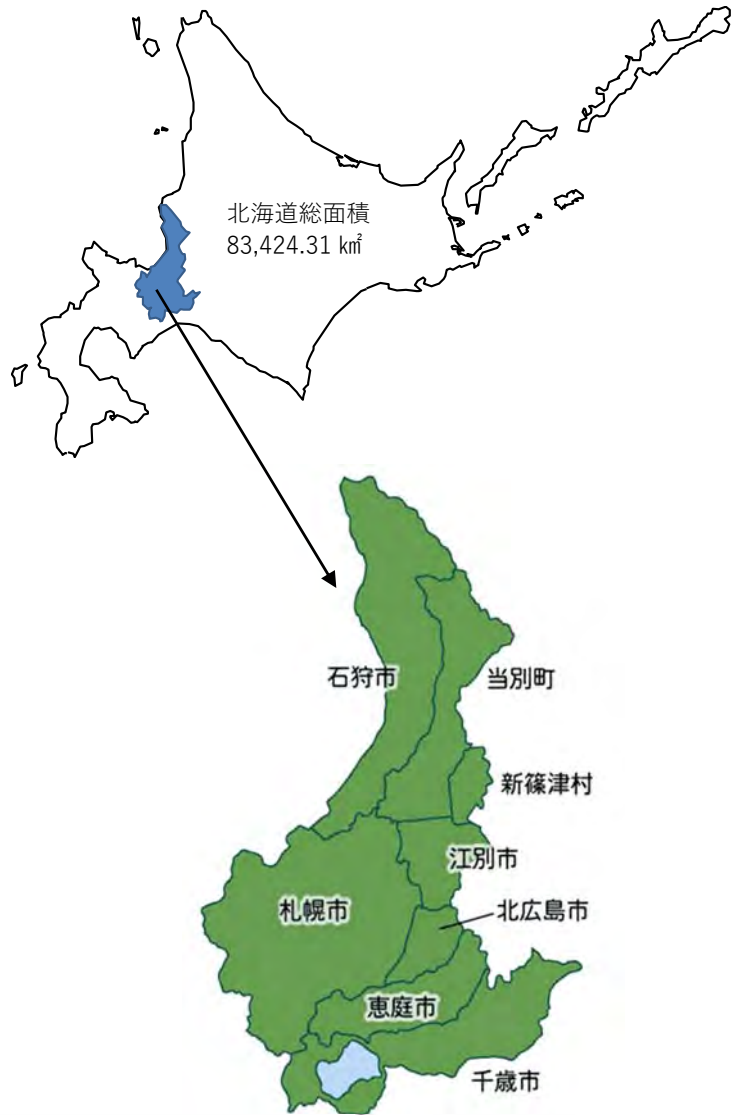 北海道総面積
83,424.31 ㎢
石狩市
当別町
新篠津村
江別市
札幌市
北広島市
恵庭市
千歳市